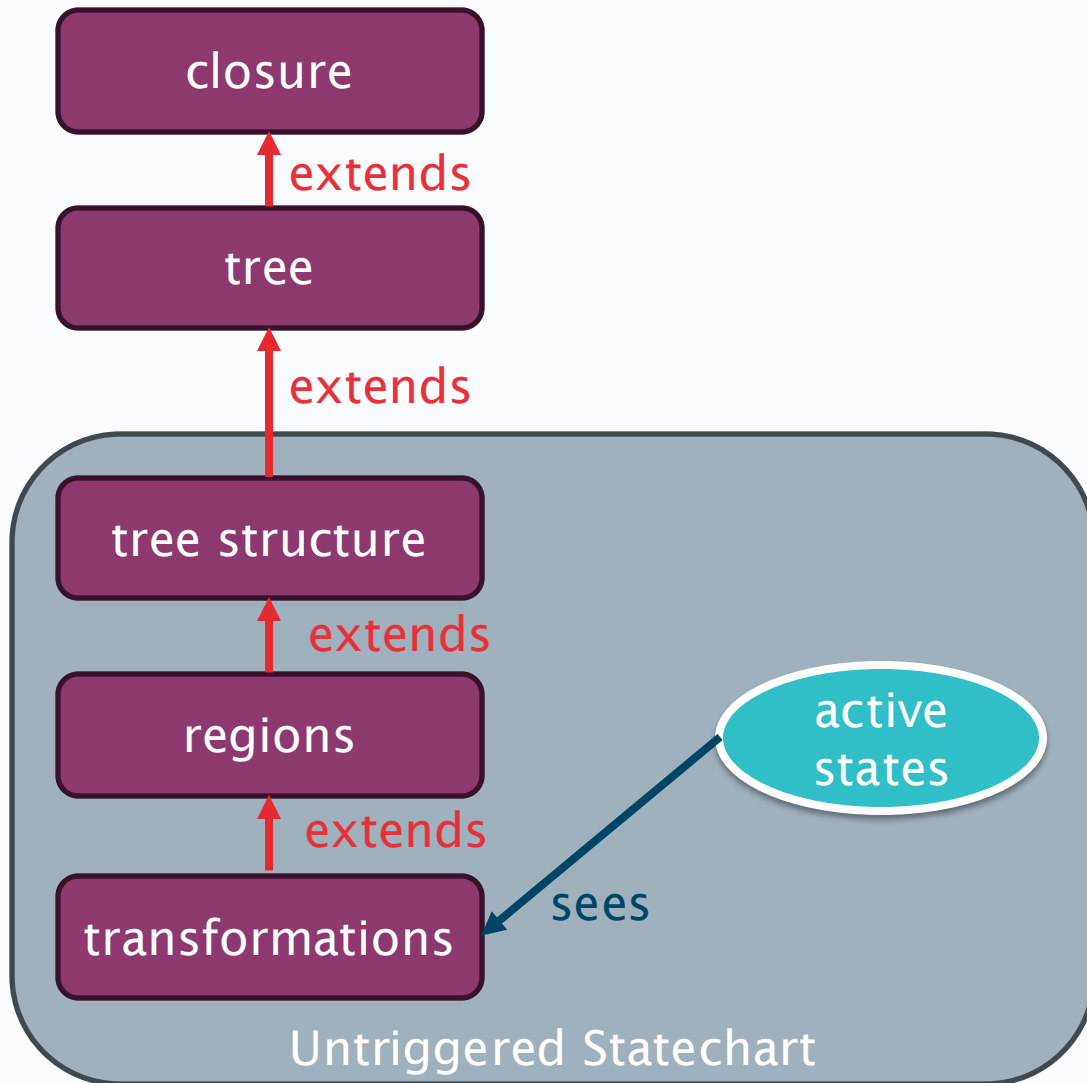 closure
extends
tree
extends
tree structure
extends
regions
active
states
extends
transformations
sees
Untriggered Statechart